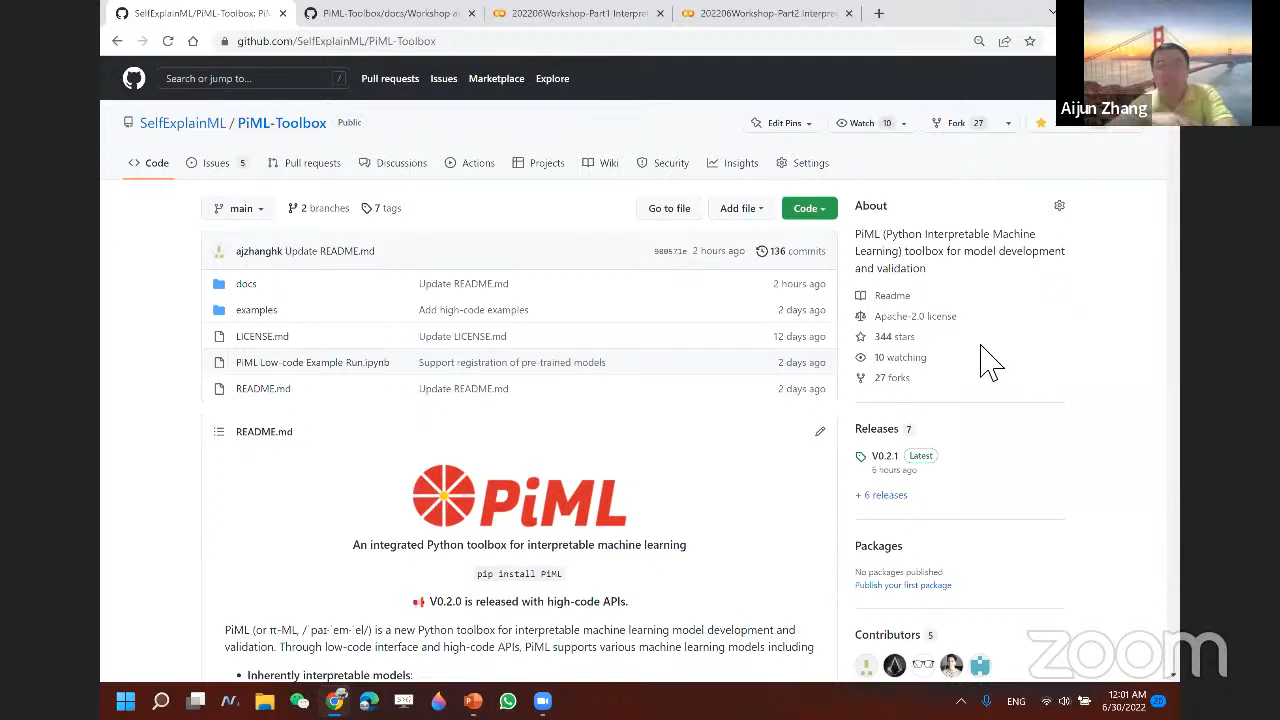 SelfExplainML/PiML-Toolbox: PiM
PiML-Toolbox/docs/Workshop a
202206Workshop-Part1 Interpret
202206Workshop-Part2 Interpre
github.com/SelfExplainML/PiML-Toolbox
Search or jump to...
/
Pull requests
Issues
Marketplace
Explore
Aijun Zhang
SelfExplainML / PiML-Toolbox
Public
Edit Pins
Watch 10
Fork 27
Code
Issues 5
Pull requests
Discussions
Actions
Projects
Wiki
Security
Insights
Settings
main
2 branches
7 tags
Go to file
Add file
Code
ajzhanghk Update README.md
980571e 2 hours ago
136 commits
docs Update README.md 2 hours ago
examples Add high-code examples 2 days ago
LICENSE.md Update LICENSE.md 12 days ago
PiML Low-code Example Run.ipynb Support registration of pre-trained models 2 days ago
README.md Update README.md 2 days ago
README.md
PiML
An integrated Python toolbox for interpretable machine learning
pip install PiML
V0.2.0 is released with high-code APIs.
PiML (or π-ML, /ˈpaɪ·ˈem·ˈel/) is a new Python toolbox for interpretable machine learning model development and
validation. Through low-code interface and high-code APIs, PiML supports various machine learning models including
• Inherently interpretable models:
About
PiML (Python Interpretable Machine
Learning) toolbox for model development
and validation
Readme
Apache-2.0 license
344 stars
10 watching
27 forks
Releases 7
V0.2.1 Latest
6 hours ago
+ 6 releases
Packages
No packages published
Publish your first package
Contributors 5
zoom
ENG
12:01 AM
6/30/2022
20